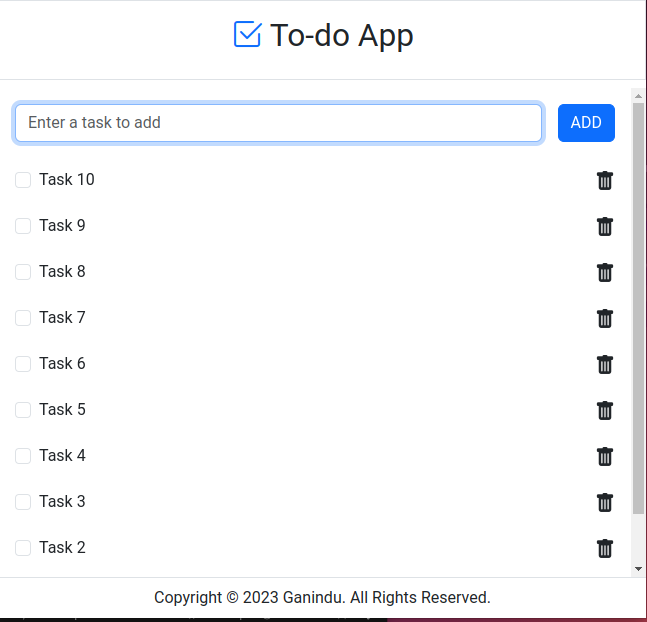 To-do App
Enter a task to add
ADD
Task 10
Task 9
Task 8
Task 7
Task 6
Task 5
Task 4
Task 3
Task 2
Copyright © 2023 Ganindu. All Rights Reserved.